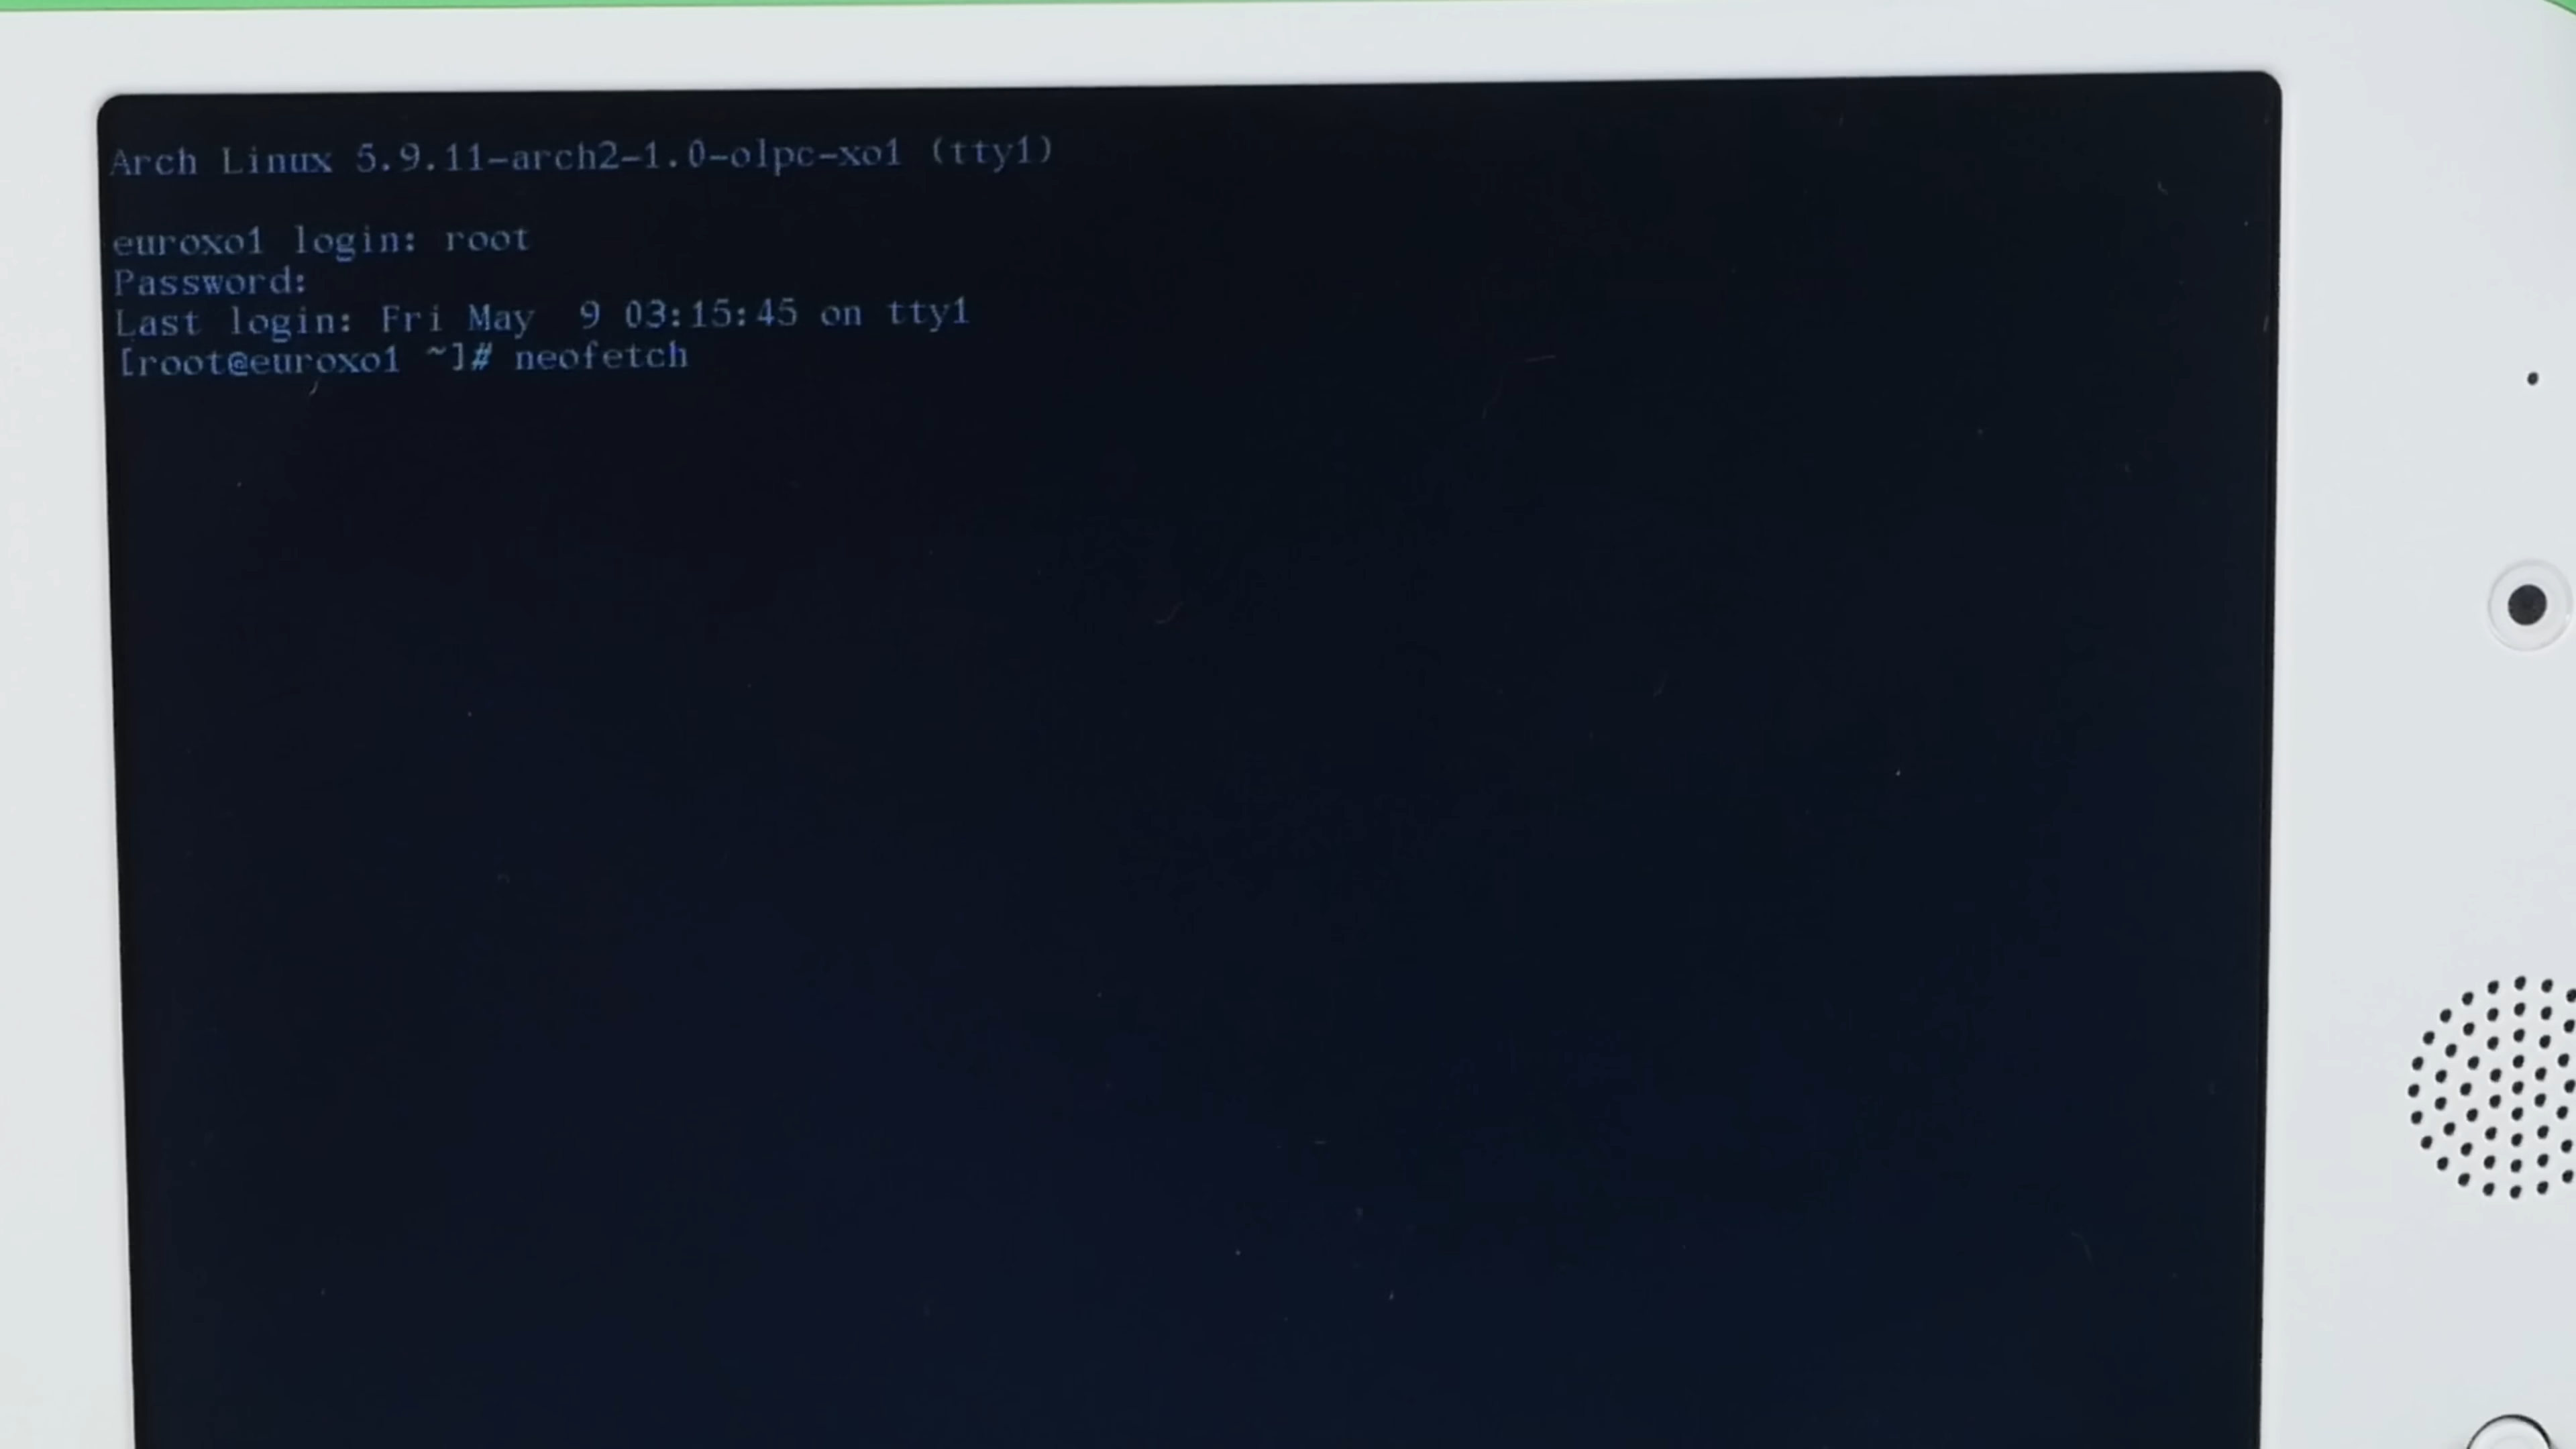 Arch Linux 5.9.11-arch2-1.0-olpc-xo1 (tty1)
euroxo1 login: root
Password:
Last login: Fri May  9 03:15:45 on tty1
[root@euroxo1 ~]# neofetch